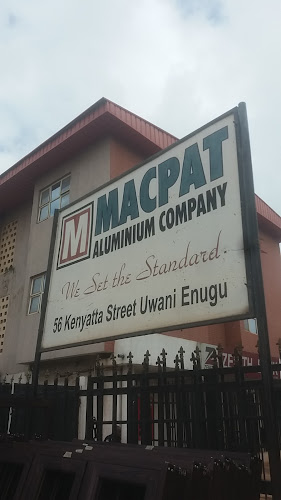 M
MACPAT
ALUMINIUM COMPANY
We Set the Standard.
56 Kenyatta Street Uwani Enugu